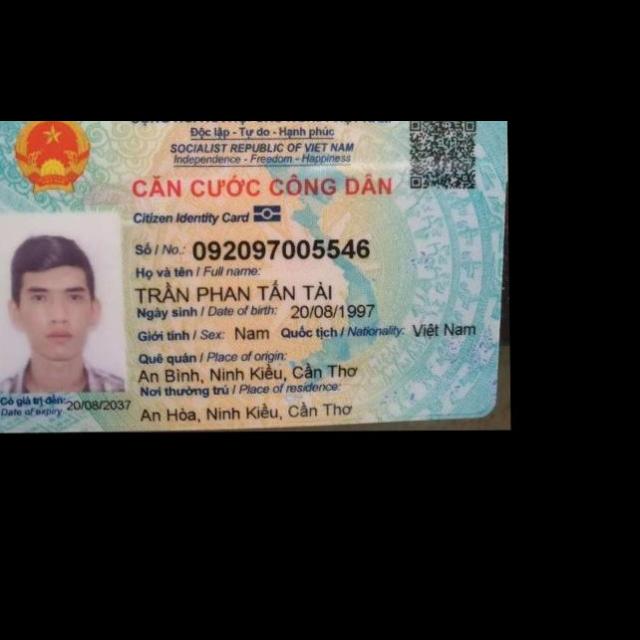 Độc lập - Tự do - Hạnh phúc
SOCIALIST REPUBLIC OF VIET NAM
Independence - Freedom - Happiness
CĂN CƯỚC CÔNG DÂN
Citizen Identity Card
Số / No.: 092097005546
Họ và tên / Full name:
TRẦN PHAN TẤN TÀI
Ngày sinh / Date of birth: 20/08/1997
Giới tính / Sex: Nam Quốc tịch / Nationality: Việt Nam
Quê quán / Place of origin:
An Bình, Ninh Kiều, Cần Thơ
Nơi thường trú / Place of residence:
An Hòa, Ninh Kiều, Cần Thơ
Có giá trị đến: 20/08/2037
Date of expiry